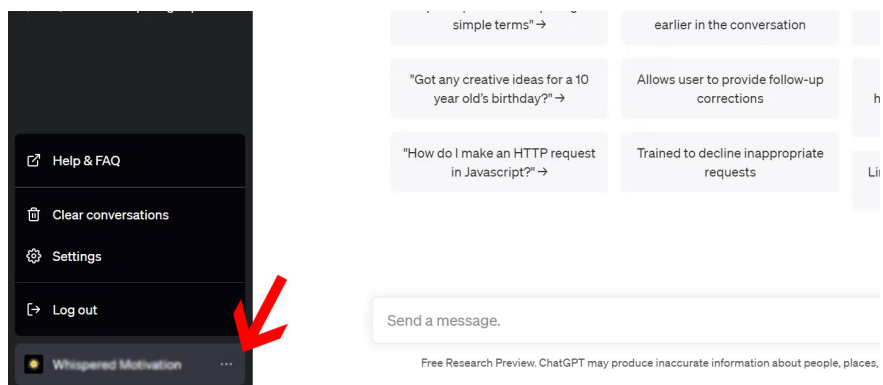 Help & FAQ
Clear conversations
Settings
Log out
Whispered Motivation
simple terms" →
"Got any creative ideas for a 10
year old's birthday?" →
"How do I make an HTTP request
in Javascript?" →
earlier in the conversation
Allows user to provide follow-up
corrections
Trained to decline inappropriate
requests
Send a message.
Free Research Preview. ChatGPT may produce inaccurate information about people, places,